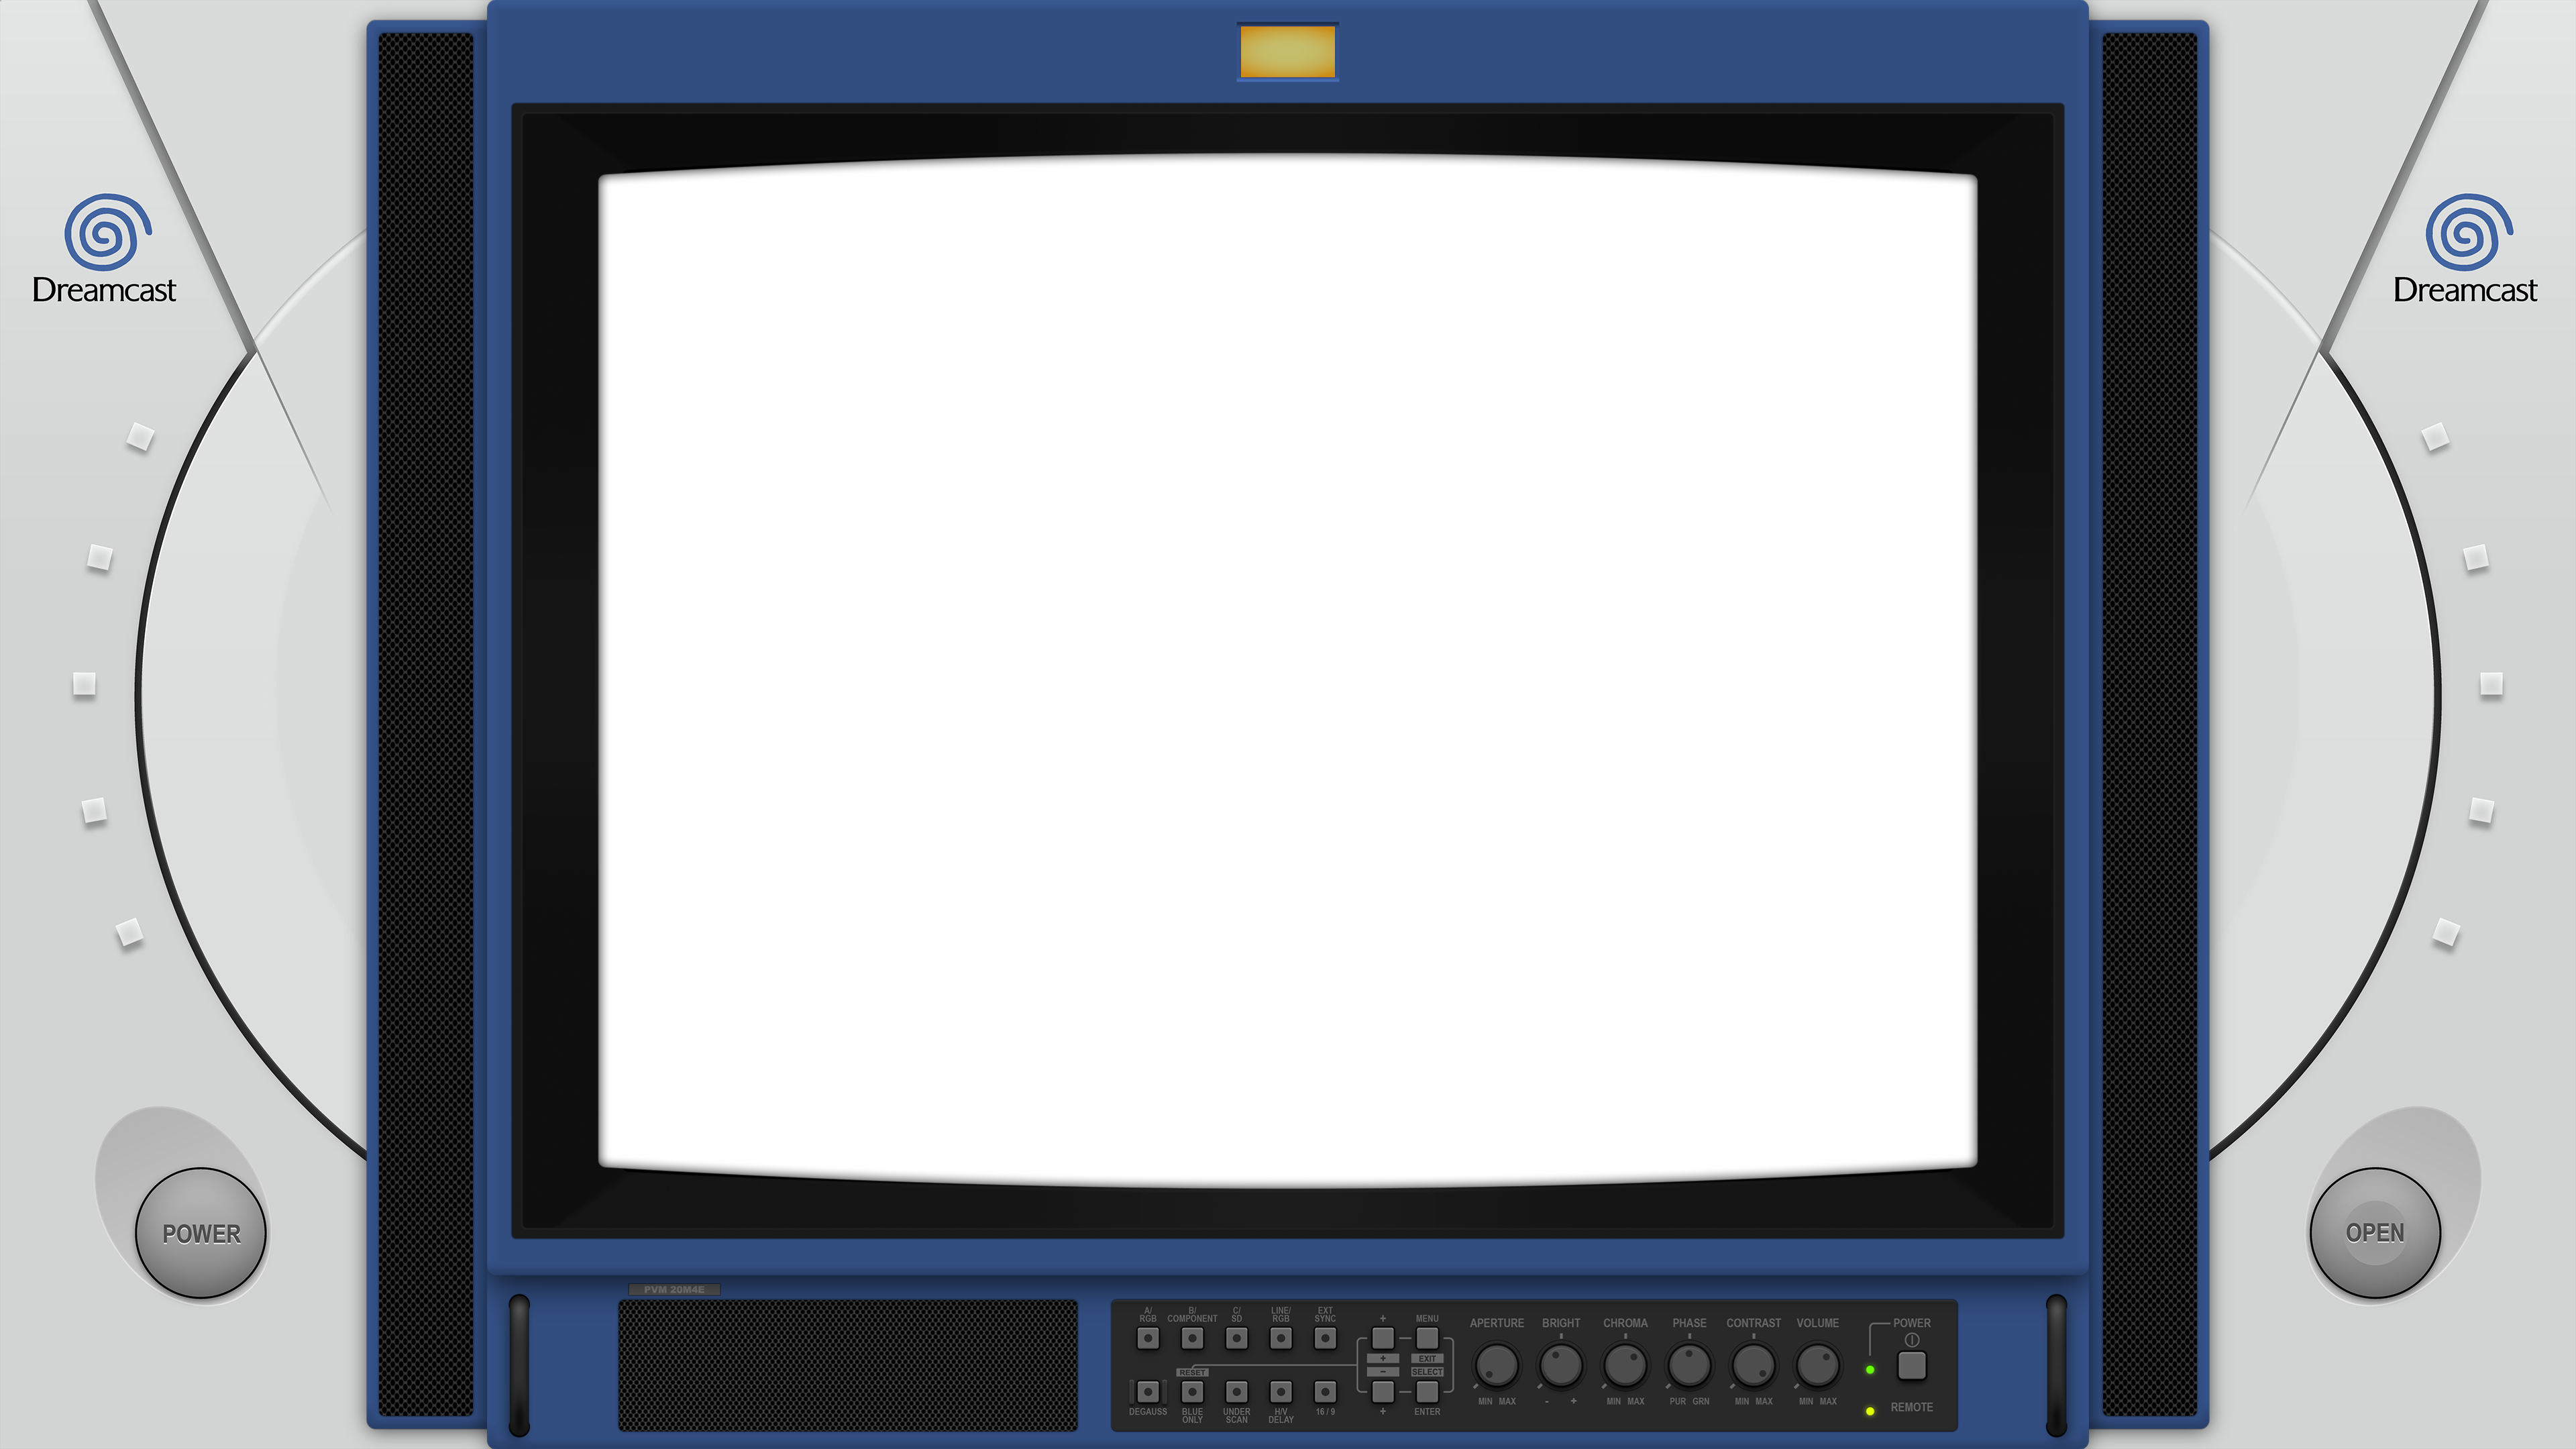 Dreamcast
Dreamcast
POWER
OPEN
PVM 20M4E
A/ RGB
B/ COMPONENT
C/ SD
LINE/ RGB
EXT SYNC
+
MENU
APERTURE
BRIGHT
CHROMA
PHASE
CONTRAST
VOLUME
POWER
+
EXIT
RESET
−
SELECT
DEGAUSS
BLUE ONLY
UNDER SCAN
H/V DELAY
16 / 9
+
ENTER
MIN MAX
- +
MIN MAX
PUR GRN
MIN MAX
MIN MAX
REMOTE